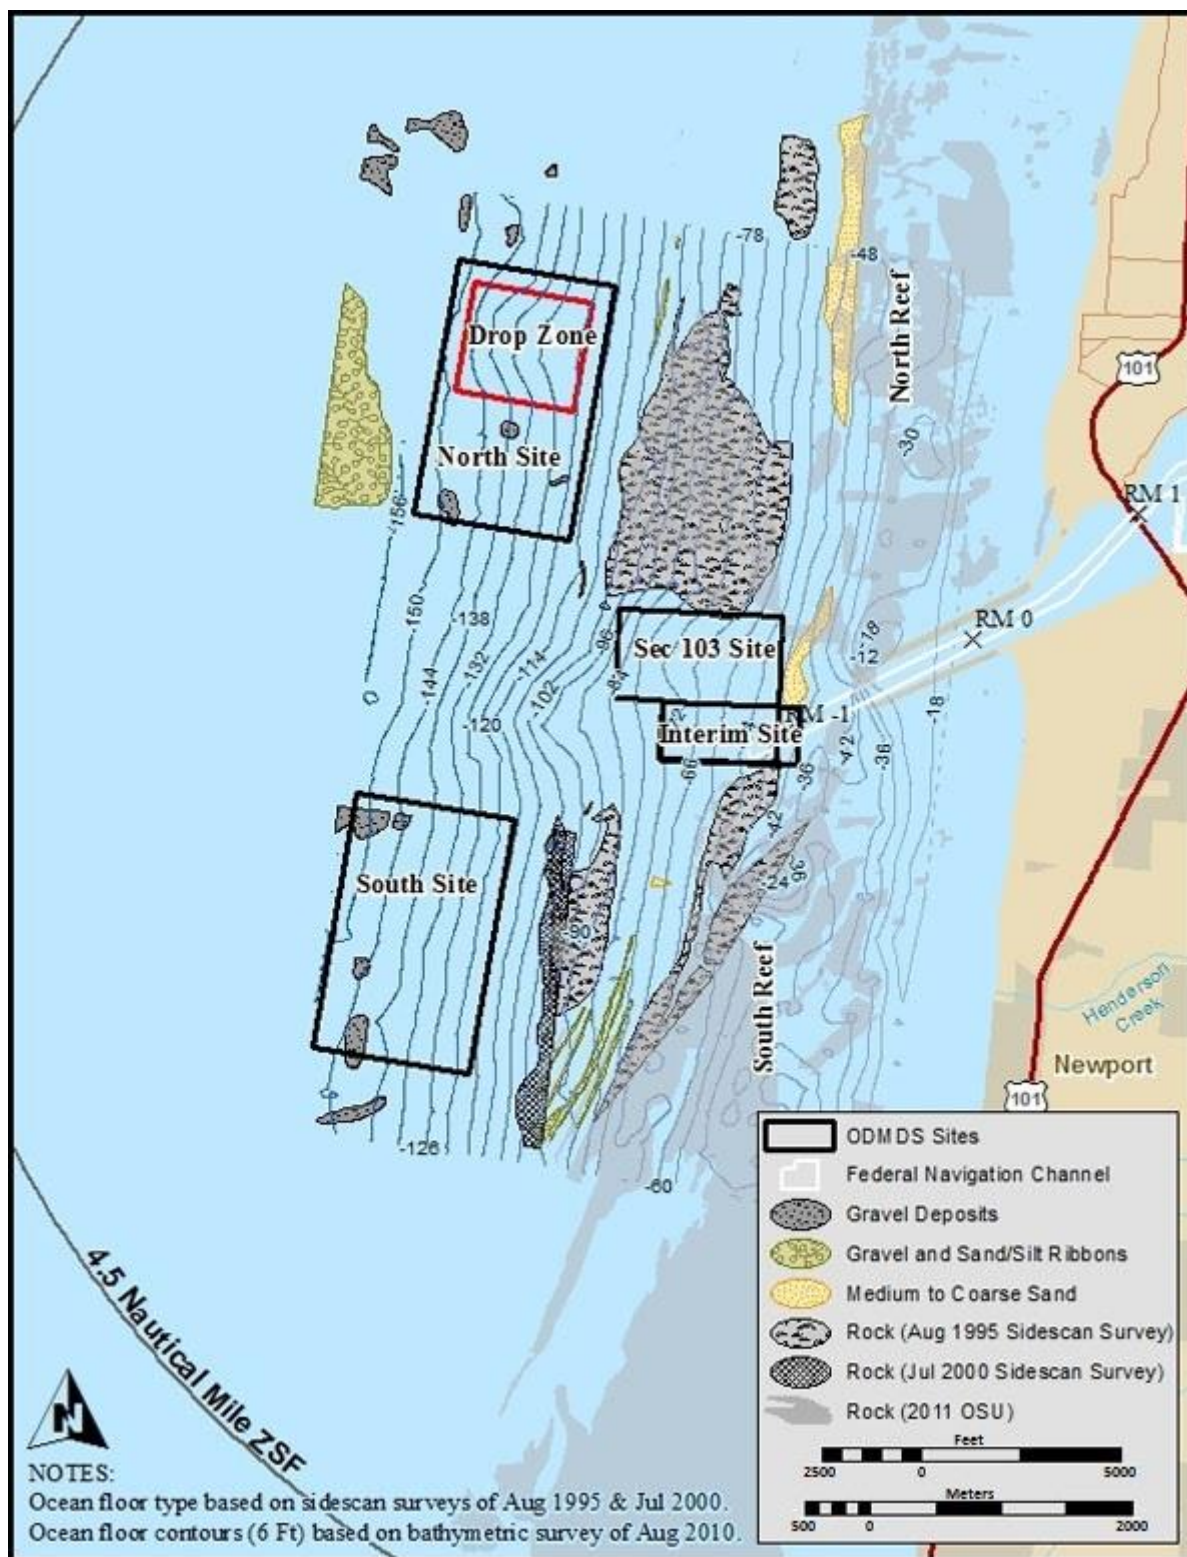 -78
-48
North Reef
Drop Zone
101
-30
North Site
RM 1
-156
-150
-138
RM 0
-18
-96
Sec 103 Site
-132
-114
-12
-144
-84
-102
-18
RM -1
-120
Interim Site
-42
-36
-66
-36
-42
South Site
-24
36
-90
South Reef
Henderson
Creek
Newport
101
-126
-60
ODMDS Sites
Federal Navigation Channel
Gravel Deposits
Gravel and Sand/Silt Ribbons
Medium to Coarse Sand
Rock (Aug 1995 Sidescan Survey)
Rock (Jul 2000 Sidescan Survey)
Rock (2011 OSU)
4.5 Nautical Mile ZSF
N
Feet
2500 0 5000
Meters
500 0 2000
NOTES:
Ocean floor type based on sidescan surveys of Aug 1995 & Jul 2000.
Ocean floor contours (6 Ft) based on bathymetric survey of Aug 2010.